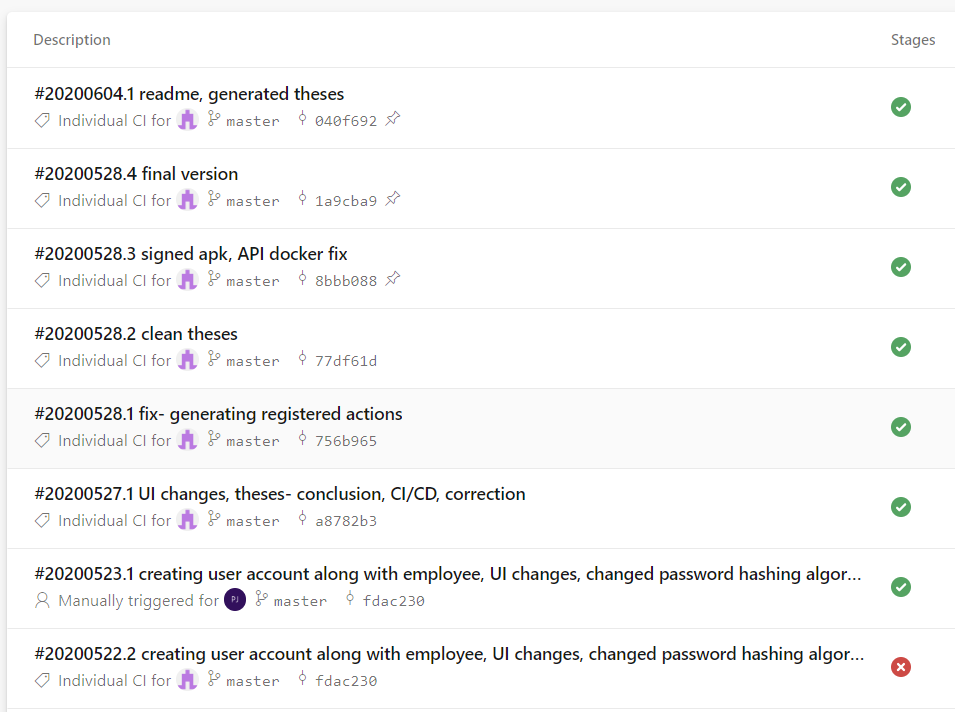 Description Stages
#20200604.1 readme, generated theses
Individual CI for master 040f692
#20200528.4 final version
Individual CI for master 1a9cba9
#20200528.3 signed apk, API docker fix
Individual CI for master 8bbb088
#20200528.2 clean theses
Individual CI for master 77df61d
#20200528.1 fix- generating registered actions
Individual CI for master 756b965
#20200527.1 UI changes, theses- conclusion, CI/CD, correction
Individual CI for master a8782b3
#20200523.1 creating user account along with employee, UI changes, changed password hashing algor...
Manually triggered for PJ master fdac230
#20200522.2 creating user account along with employee, UI changes, changed password hashing algor...
Individual CI for master fdac230